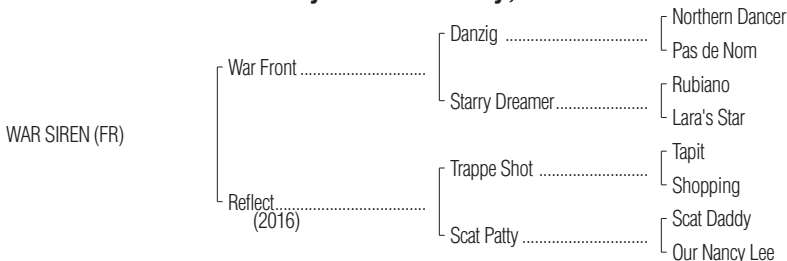 Northern Dancer
Danzig ........................................
Pas de Nom
War Front ...................................
Rubiano
Starry Dreamer..........................
Lara's Star
WAR SIREN (FR)
Tapit
Trappe Shot ..............................
Shopping
Reflect..........................................
(2016)
Scat Daddy
Scat Patty ...................................
Our Nancy Lee